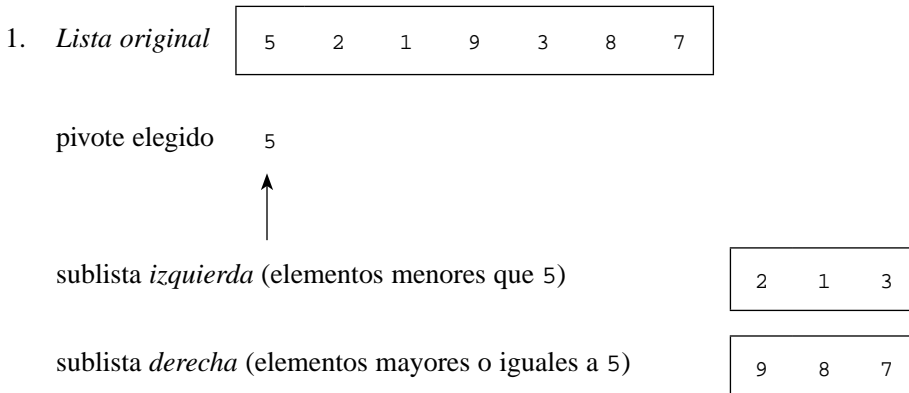 1. Lista original 5 2 1 9 3 8 7
pivote elegido 5
sublista izquierda (elementos menores que 5) 2 1 3
sublista derecha (elementos mayores o iguales a 5) 9 8 7